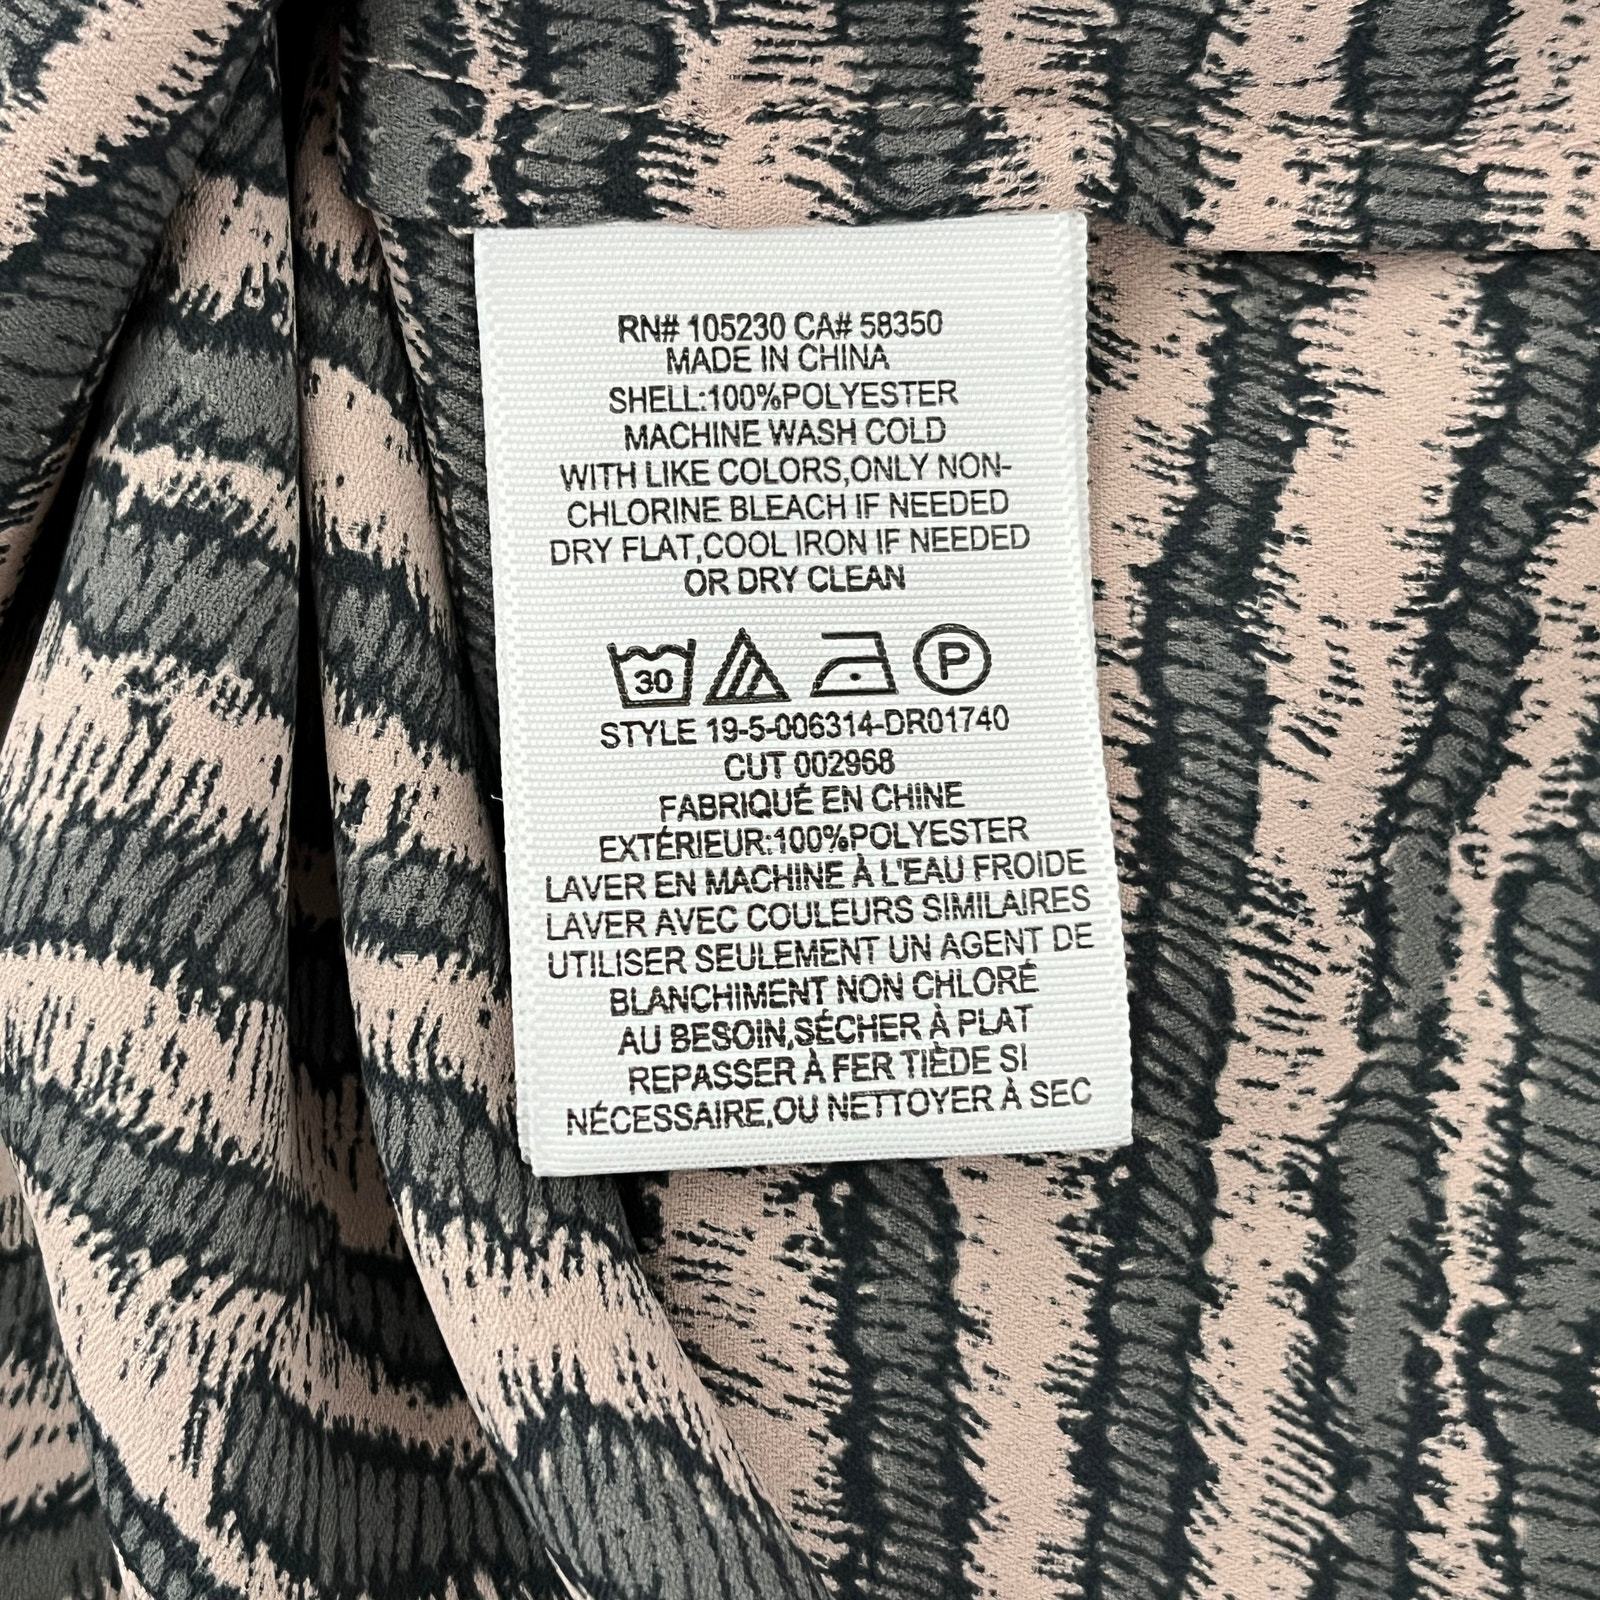 RN# 105230 CA# 58350
MADE IN CHINA
SHELL:100%POLYESTER
MACHINE WASH COLD
WITH LIKE COLORS,ONLY NON-
CHLORINE BLEACH IF NEEDED
DRY FLAT,COOL IRON IF NEEDED
OR DRY CLEAN
30 P
STYLE 19-5-006314-DR01740
CUT 002968
FABRIQUÉ EN CHINE
EXTÉRIEUR:100%POLYESTER
LAVER EN MACHINE À L'EAU FROIDE
LAVER AVEC COULEURS SIMILAIRES
UTILISER SEULEMENT UN AGENT DE
BLANCHIMENT NON CHLORÉ
AU BESOIN,SÉCHER À PLAT
REPASSER À FER TIÈDE SI
NÉCESSAIRE,OU NETTOYER À SEC